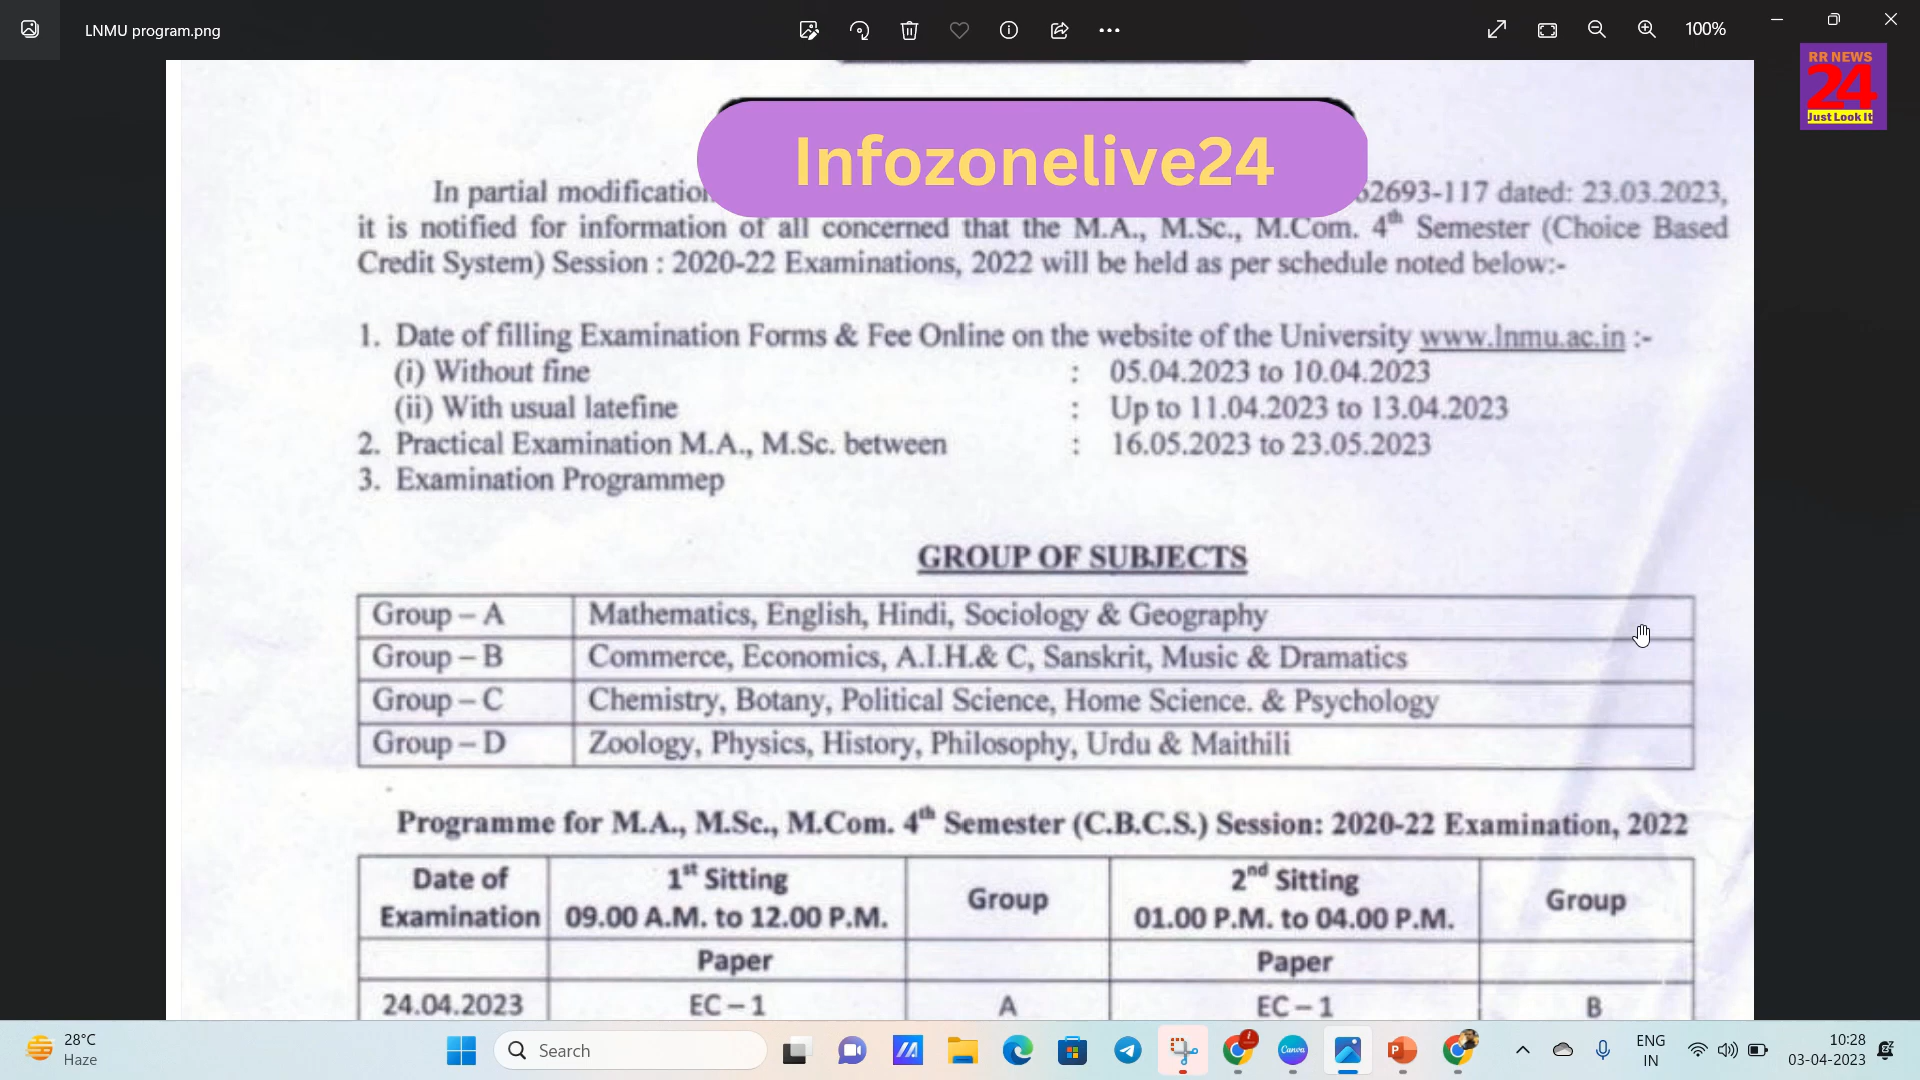 LNMU program.png
100%
RR NEWS
24
Just Look It
Infozonelive24
In partial modification 62693-117 dated: 23.03.2023,
it is notified for information of all concerned that the M.A., M.Sc., M.Com. 4th Semester (Choice Based
Credit System) Session : 2020-22 Examinations, 2022 will be held as per schedule noted below:-
1. Date of filling Examination Forms & Fee Online on the website of the University www.lnmu.ac.in :-
(i) Without fine : 05.04.2023 to 10.04.2023
(ii) With usual latefine : Up to 11.04.2023 to 13.04.2023
2. Practical Examination M.A., M.Sc. between : 16.05.2023 to 23.05.2023
3. Examination Programmep
GROUP OF SUBJECTS
Group – A Mathematics, English, Hindi, Sociology & Geography
Group – B Commerce, Economics, A.I.H.& C, Sanskrit, Music & Dramatics
Group – C Chemistry, Botany, Political Science, Home Science. & Psychology
Group – D Zoology, Physics, History, Philosophy, Urdu & Maithili
Programme for M.A., M.Sc., M.Com. 4th Semester (C.B.C.S.) Session: 2020-22 Examination, 2022
Date of 1st Sitting Group 2nd Sitting Group
Examination 09.00 A.M. to 12.00 P.M. 01.00 P.M. to 04.00 P.M.
Paper Paper
24.04.2023 EC – 1 A EC – 1 B
28°C
Haze
Search
Canva
ENG
IN
10:28
03-04-2023